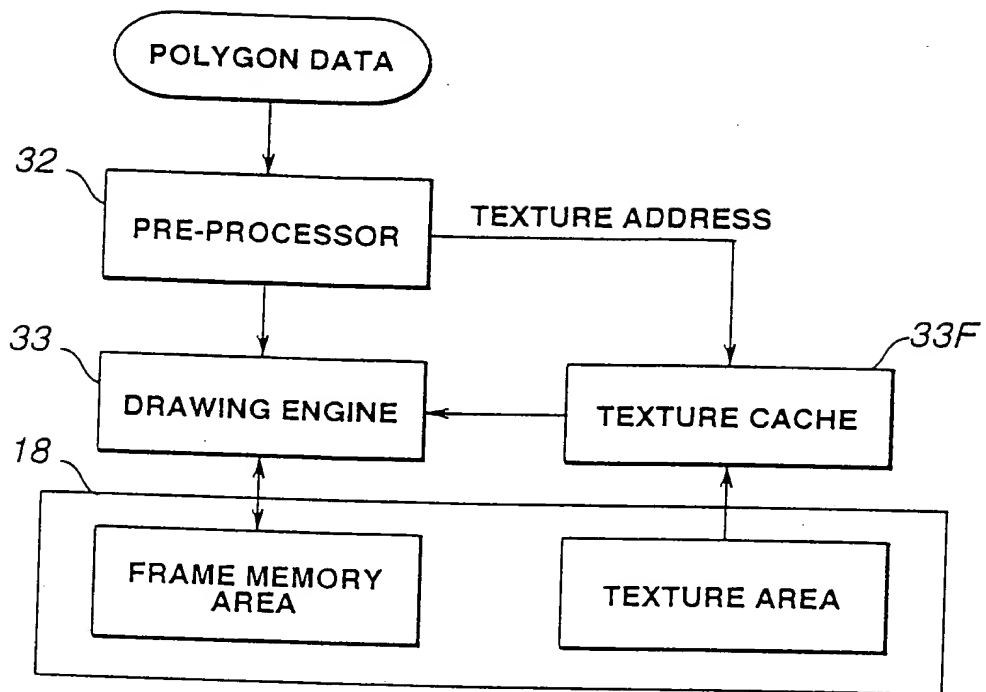 POLYGON DATA
32
PRE-PROCESSOR
TEXTURE ADDRESS
33
DRAWING ENGINE
33F
TEXTURE CACHE
18
FRAME MEMORY
AREA
TEXTURE AREA